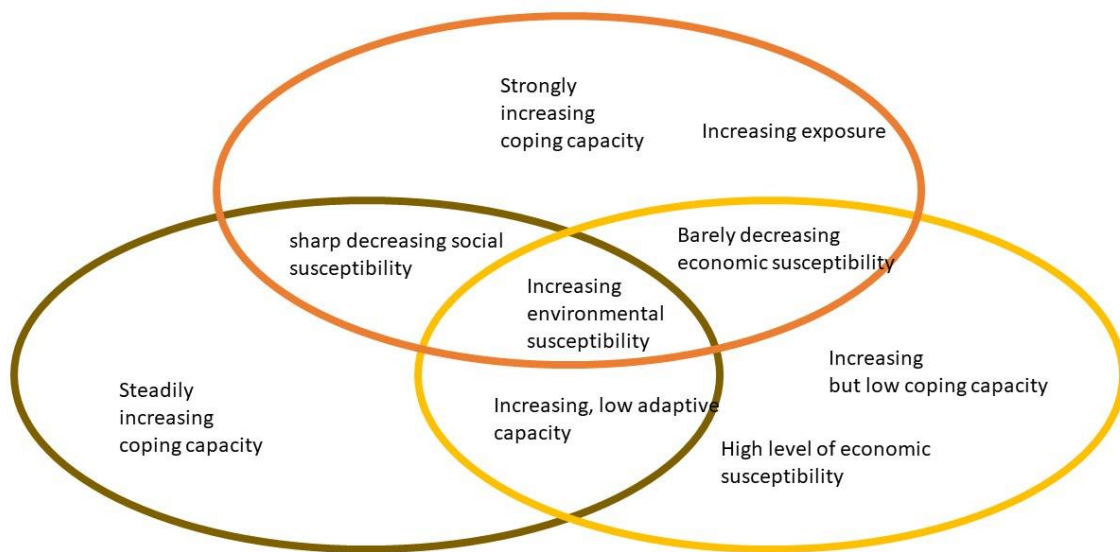 Strongly
increasing
coping capacity
Increasing exposure
sharp decreasing social
susceptibility
Barely decreasing
economic susceptibility
Increasing
environmental
susceptibility
Steadily
increasing
coping capacity
Increasing, low adaptive
capacity
Increasing
but low coping capacity
High level of economic
susceptibility